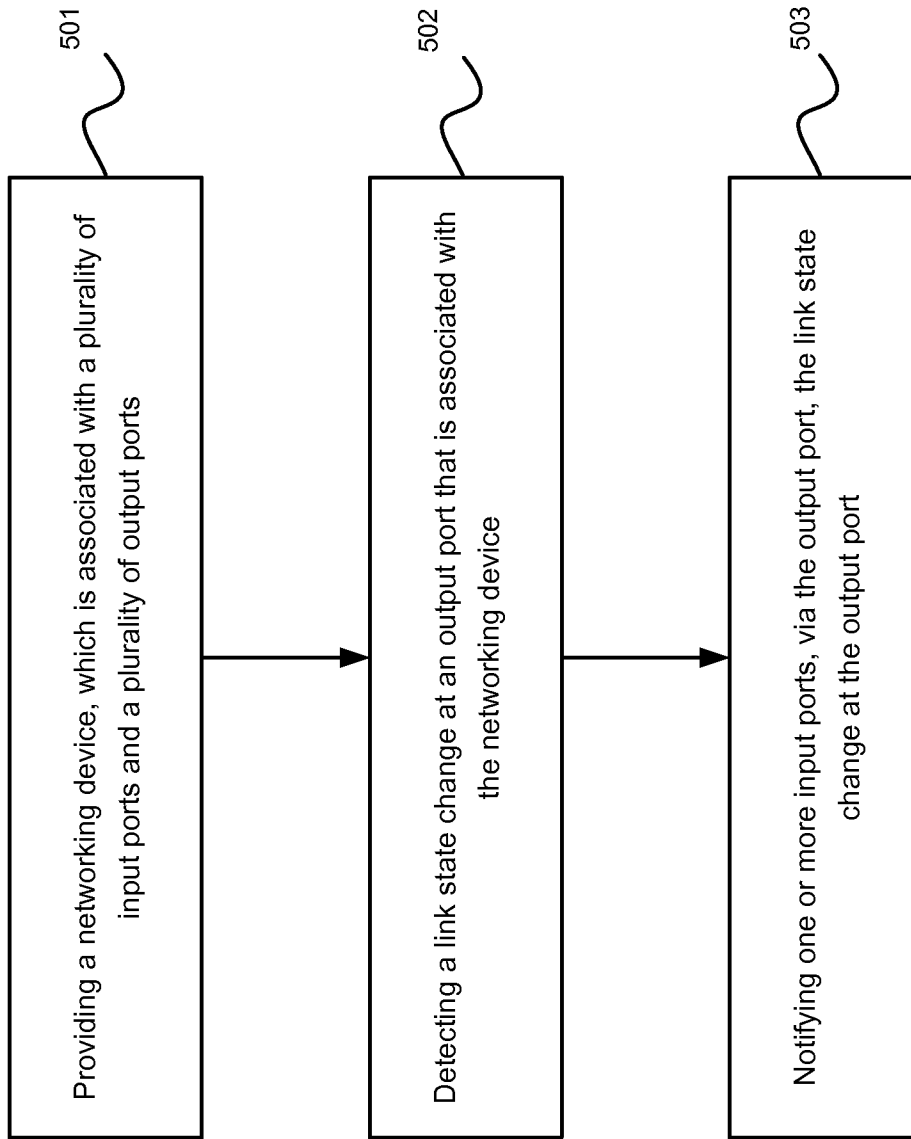 501
Providing a networking device, which is associated with a plurality of
input ports and a plurality of output ports
502
Detecting a link state change at an output port that is associated with
the networking device
503
Notifying one or more input ports, via the output port, the link state
change at the output port